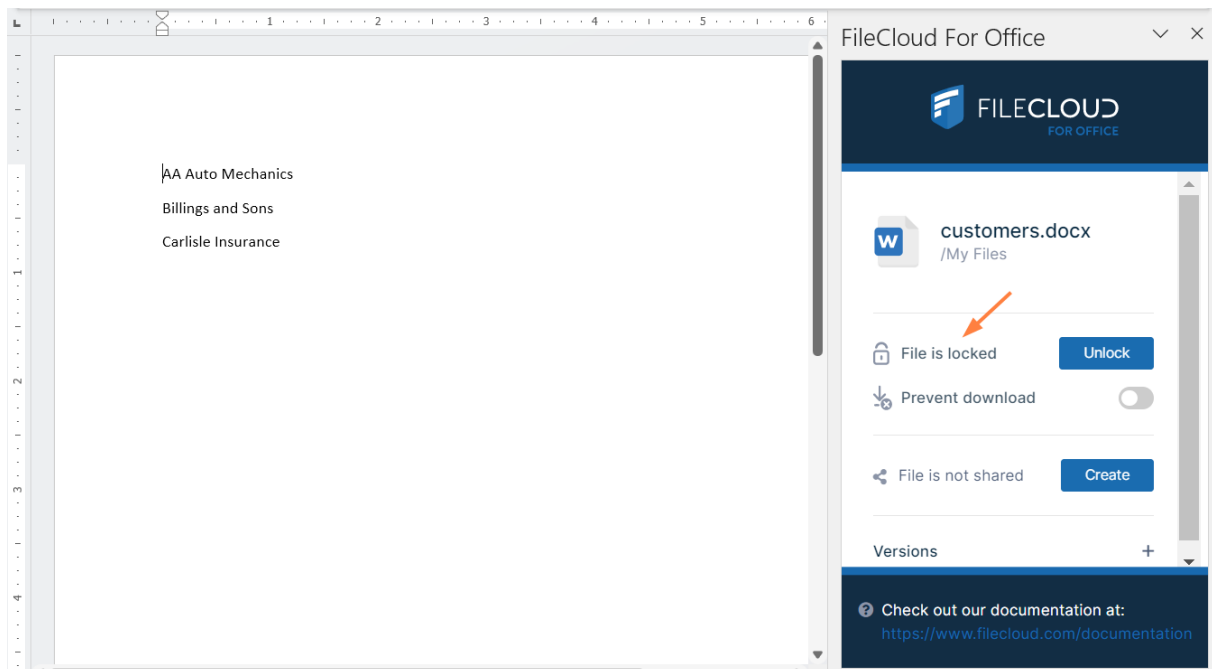 1 2 3 4 5 6
FileCloud For Office
FILECLOUD
FOR OFFICE
AA Auto Mechanics
Billings and Sons
Carlisle Insurance
W
customers.docx
/My Files
File is locked
Unlock
Prevent download
File is not shared
Create
Versions
+
1
2
3
4
? Check out our documentation at:
https://www.filecloud.com/documentation